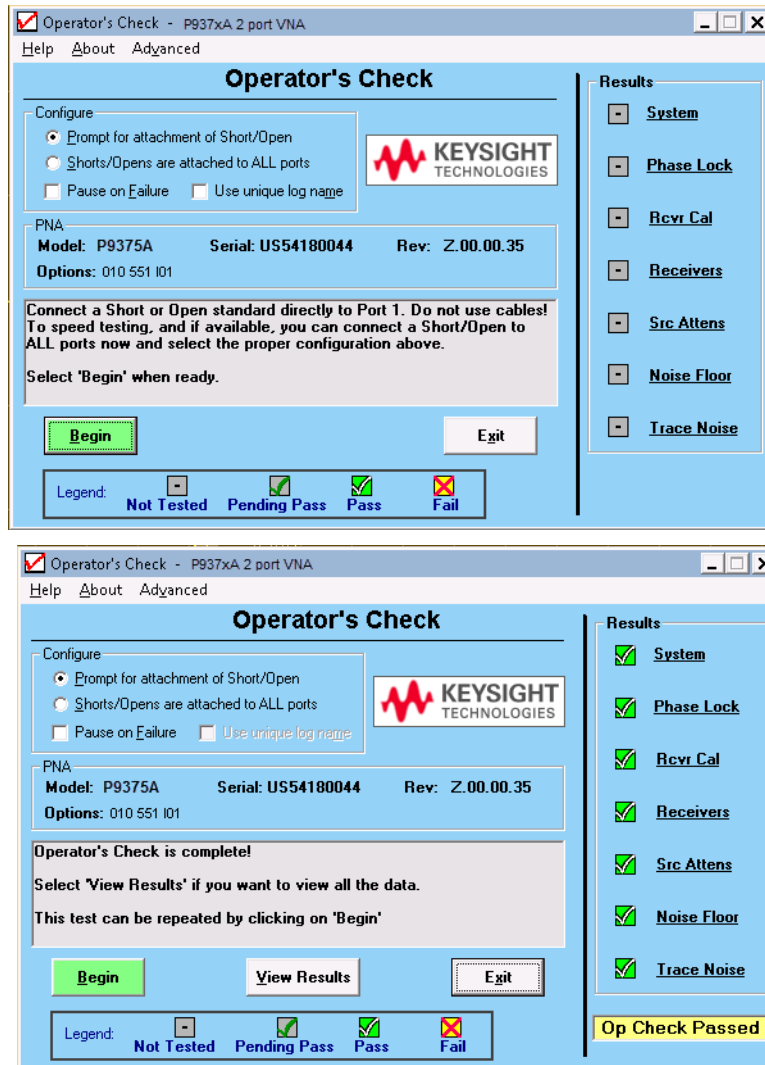 Operator's Check - P937xA 2 port VNA
Help About Advanced
Operator's Check
Configure
Prompt for attachment of Short/Open
Shorts/Opens are attached to ALL ports
Pause on Failure Use unique log name
KEYSIGHT
TECHNOLOGIES
PNA
Model: P9375A Serial: US54180044 Rev: Z.00.00.35
Options: 010 551 I01
Connect a Short or Open standard directly to Port 1. Do not use cables!
To speed testing, and if available, you can connect a Short/Open to
ALL ports now and select the proper configuration above.
Select 'Begin' when ready.
Begin Exit
Legend: - Not Tested Pending Pass Pass Fail
Results
- System
- Phase Lock
- Rcvr Cal
- Receivers
- Src Attens
- Noise Floor
- Trace Noise
Operator's Check - P937xA 2 port VNA
Help About Advanced
Operator's Check
Configure
Prompt for attachment of Short/Open
Shorts/Opens are attached to ALL ports
Pause on Failure Use unique log name
KEYSIGHT
TECHNOLOGIES
PNA
Model: P9375A Serial: US54180044 Rev: Z.00.00.35
Options: 010 551 I01
Operator's Check is complete!
Select 'View Results' if you want to view all the data.
This test can be repeated by clicking on 'Begin'
Begin View Results Exit
Legend: - Not Tested Pending Pass Pass Fail
Results
System
Phase Lock
Rcvr Cal
Receivers
Src Attens
Noise Floor
Trace Noise
Op Check Passed